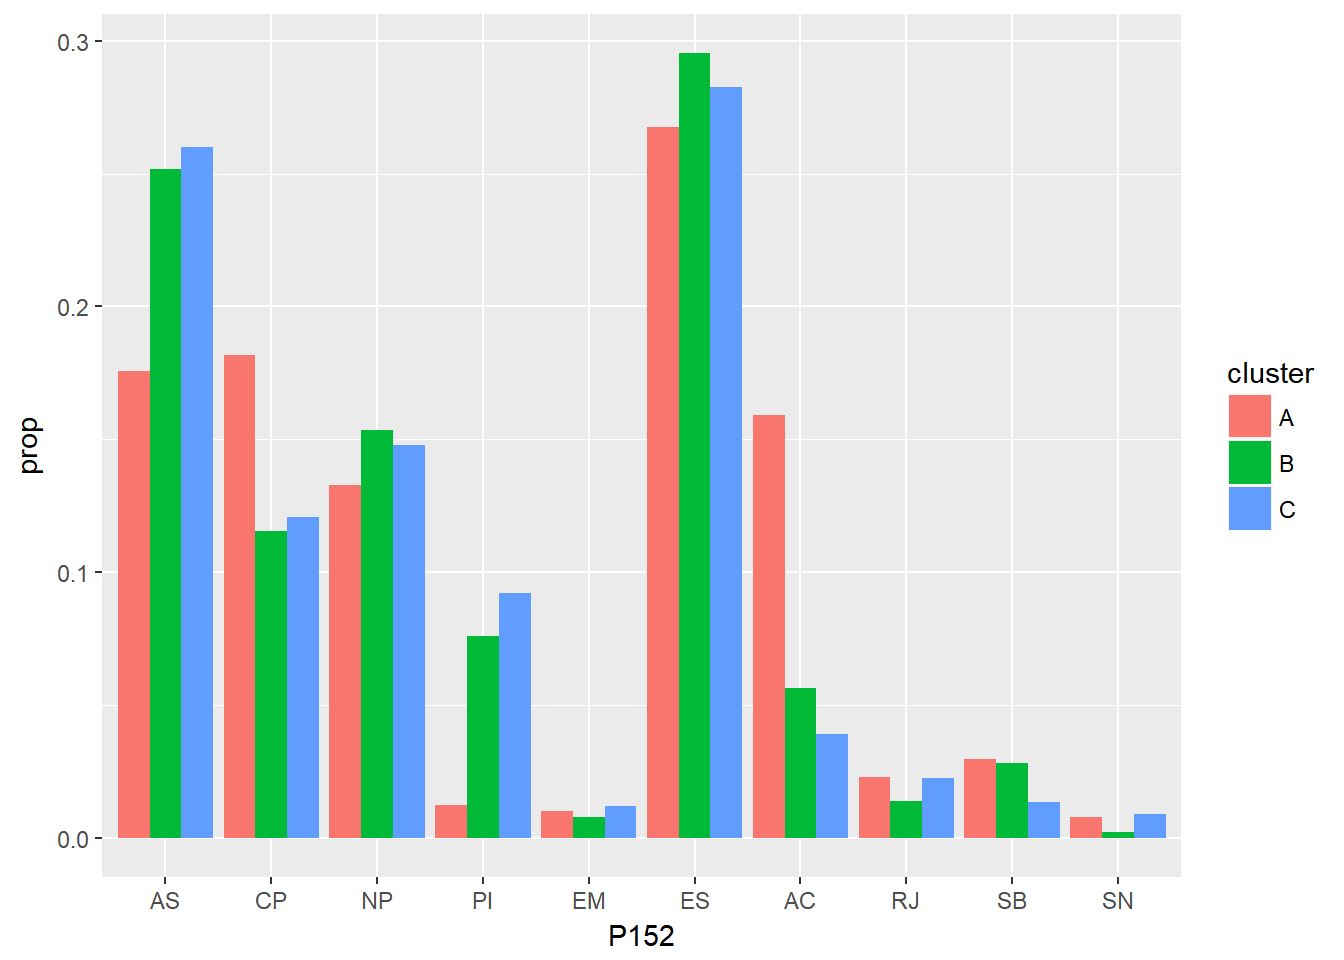 0.3
0.2
0.1
0.0
prop
AS CP NP PI EM ES AC RJ SB SN
P152
cluster
A
B
C